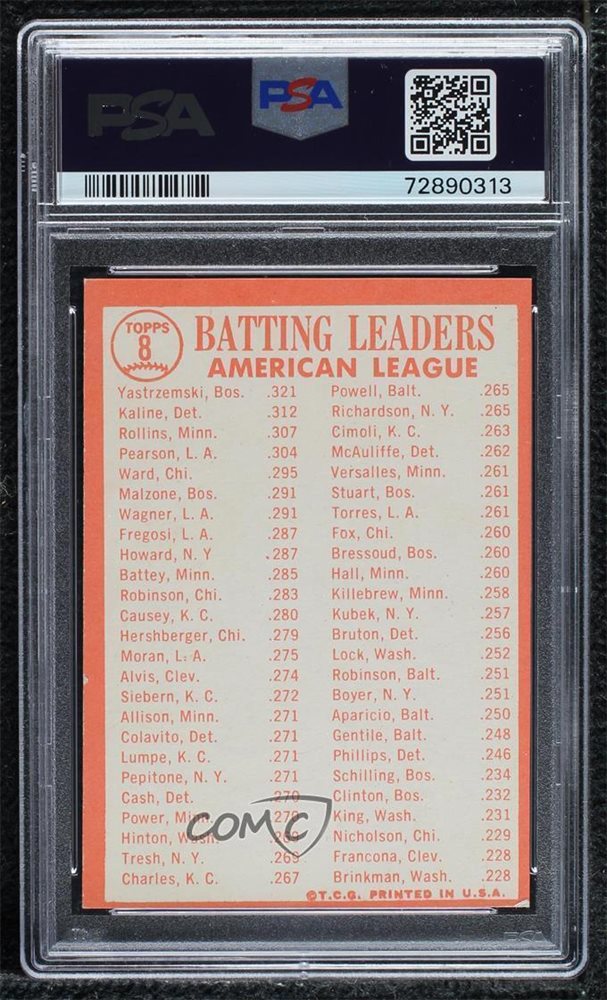 PSA
PSA
72890313
TOPPS
8
BATTING LEADERS
AMERICAN LEAGUE
Yastrzemski, Bos. .321
Kaline, Det. .312
Rollins, Minn. .307
Pearson, L. A. .304
Ward, Chi. .295
Malzone, Bos. .291
Wagner, L. A. .291
Fregosi, L. A. .287
Howard, N. Y .287
Battey, Minn. .285
Robinson, Chi. .283
Causey, K. C. .280
Hershberger, Chi. .279
Moran, L. A. .275
Alvis, Clev. .274
Siebern, K. C. .272
Allison, Minn. .271
Colavito, Det. .271
Lumpe, K. C. .271
Pepitone, N. Y. .271
Cash, Det. .270
Power, Minn. .270
Hinton, Wash. .269
Tresh, N. Y. .269
Charles, K. C. .267
Powell, Balt. .265
Richardson, N. Y. .265
Cimoli, K. C. .263
McAuliffe, Det. .262
Versalles, Minn. .261
Stuart, Bos. .261
Torres, L. A. .261
Fox, Chi. .260
Bressoud, Bos. .260
Hall, Minn. .260
Killebrew, Minn. .258
Kubek, N. Y. .257
Bruton, Det. .256
Lock, Wash. .252
Robinson, Balt. .251
Boyer, N. Y. .251
Aparicio, Balt. .250
Gentile, Balt. .248
Phillips, Det. .246
Schilling, Bos. .234
Clinton, Bos. .232
King, Wash. .231
Nicholson, Chi. .229
Francona, Clev. .228
Brinkman, Wash. .228
©T.C.G. PRINTED IN U.S.A.
COMC
PSA